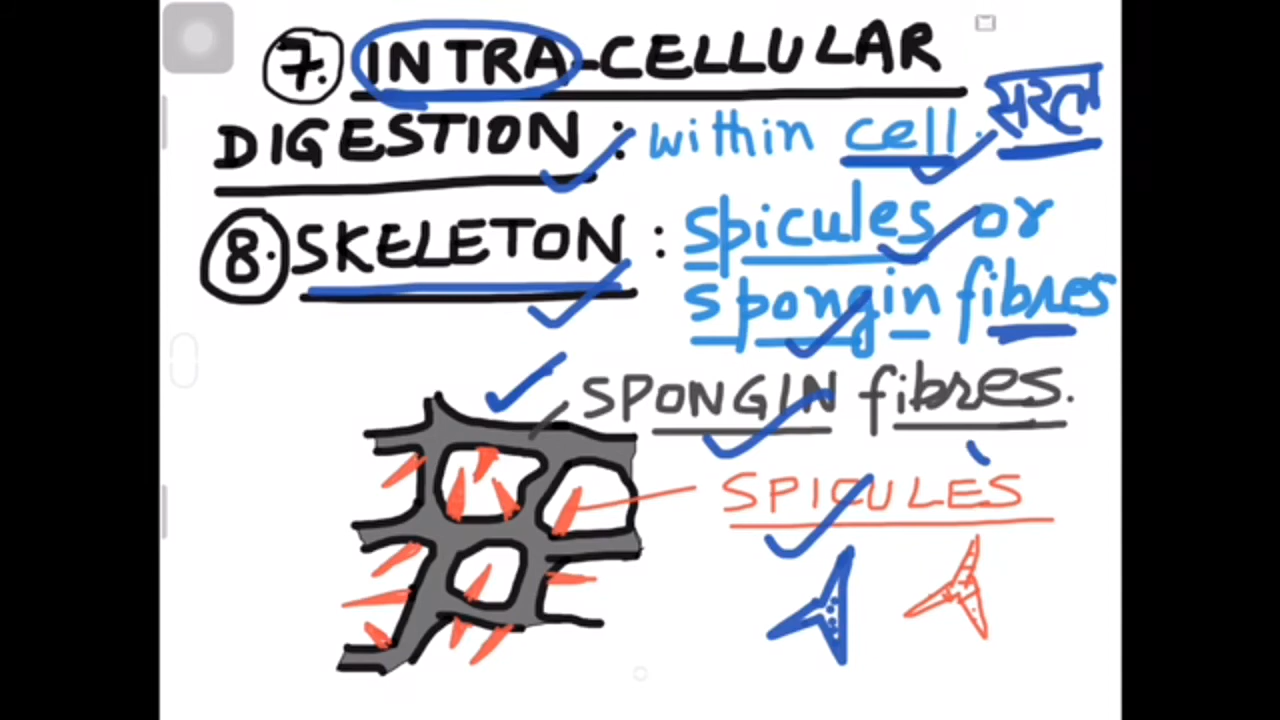 7. INTRA-CELLULAR
DIGESTION : within cell. सरल
8. SKELETON : spicules or
spongin fibres
SPONGIN fibres.
SPICULES